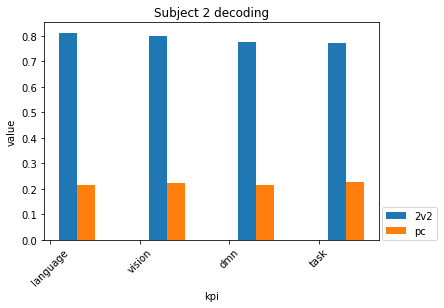 Subject 2 decoding
value
0.8
0.7
0.6
0.5
0.4
0.3
0.2
0.1
0.0
language
vision
dmn
task
kpi
2v2
pc